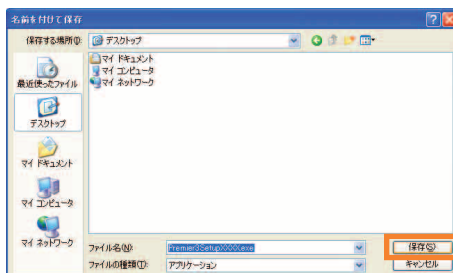 名前を付けて保存
保存する場所(I):
デスクトップ
最近使ったファイル
デスクトップ
マイ ドキュメント
マイ コンピュータ
マイ ネットワーク
マイ ドキュメント
マイ コンピュータ
マイ ネットワーク
ファイル名(N):
Premier3SetupXXXX.exe
保存(S)
ファイルの種類(T):
アプリケーション
キャンセル